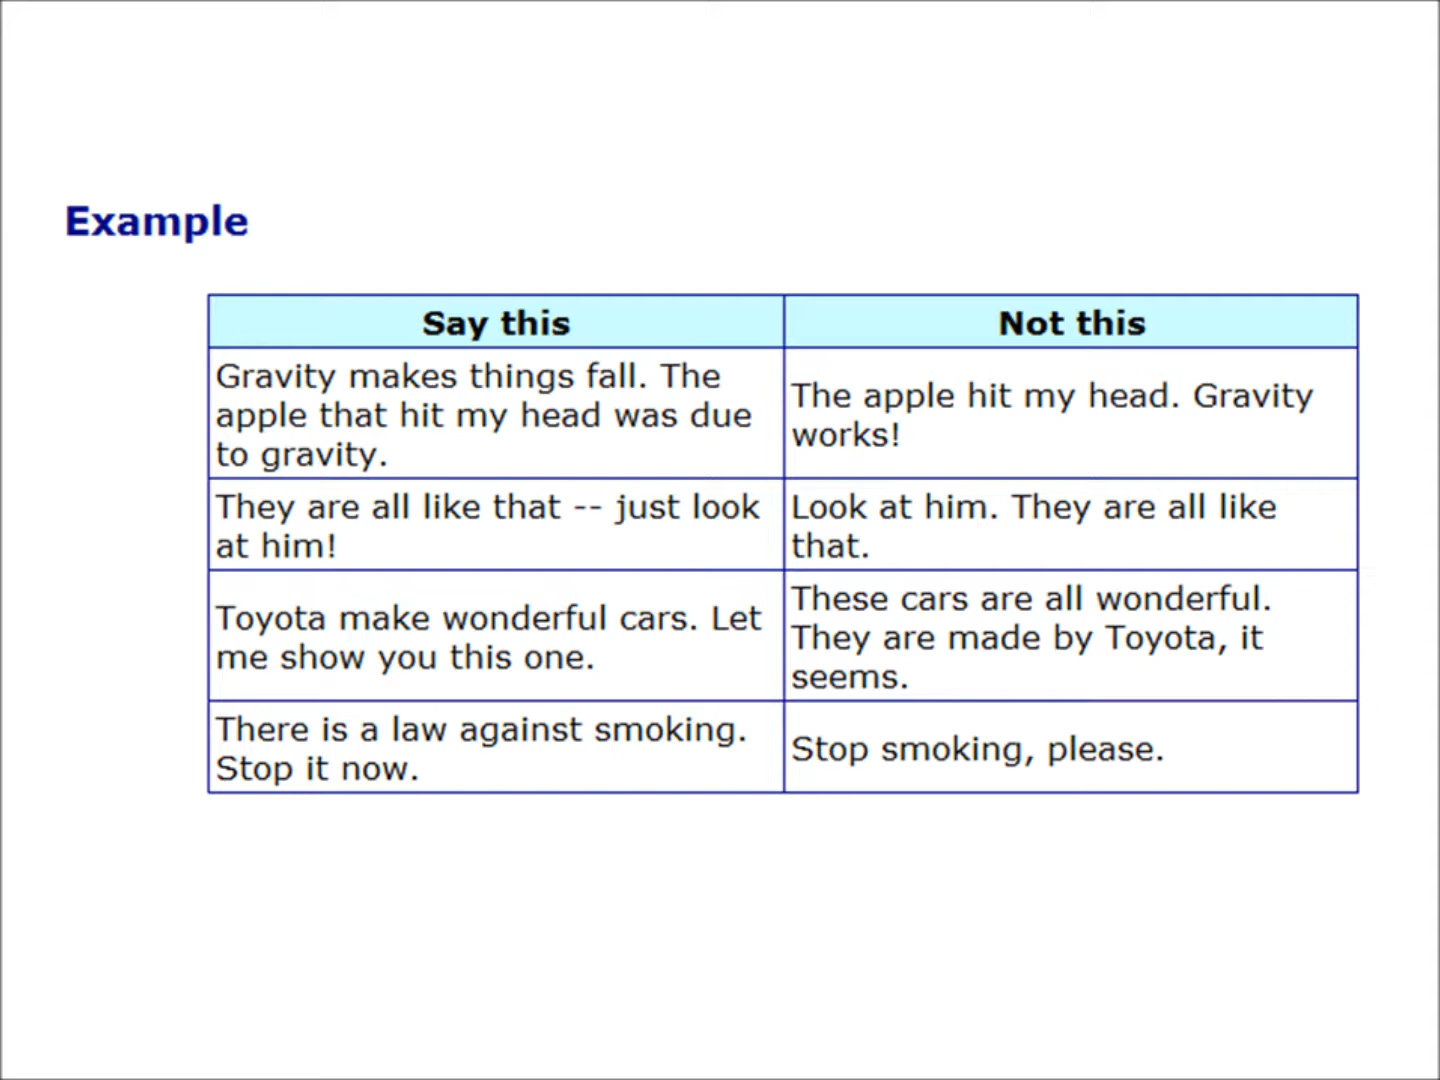 Example
Say this
Not this
Gravity makes things fall. The
apple that hit my head was due
to gravity.
The apple hit my head. Gravity
works!
They are all like that -- just look
at him!
Look at him. They are all like
that.
Toyota make wonderful cars. Let
me show you this one.
These cars are all wonderful.
They are made by Toyota, it
seems.
There is a law against smoking.
Stop it now.
Stop smoking, please.